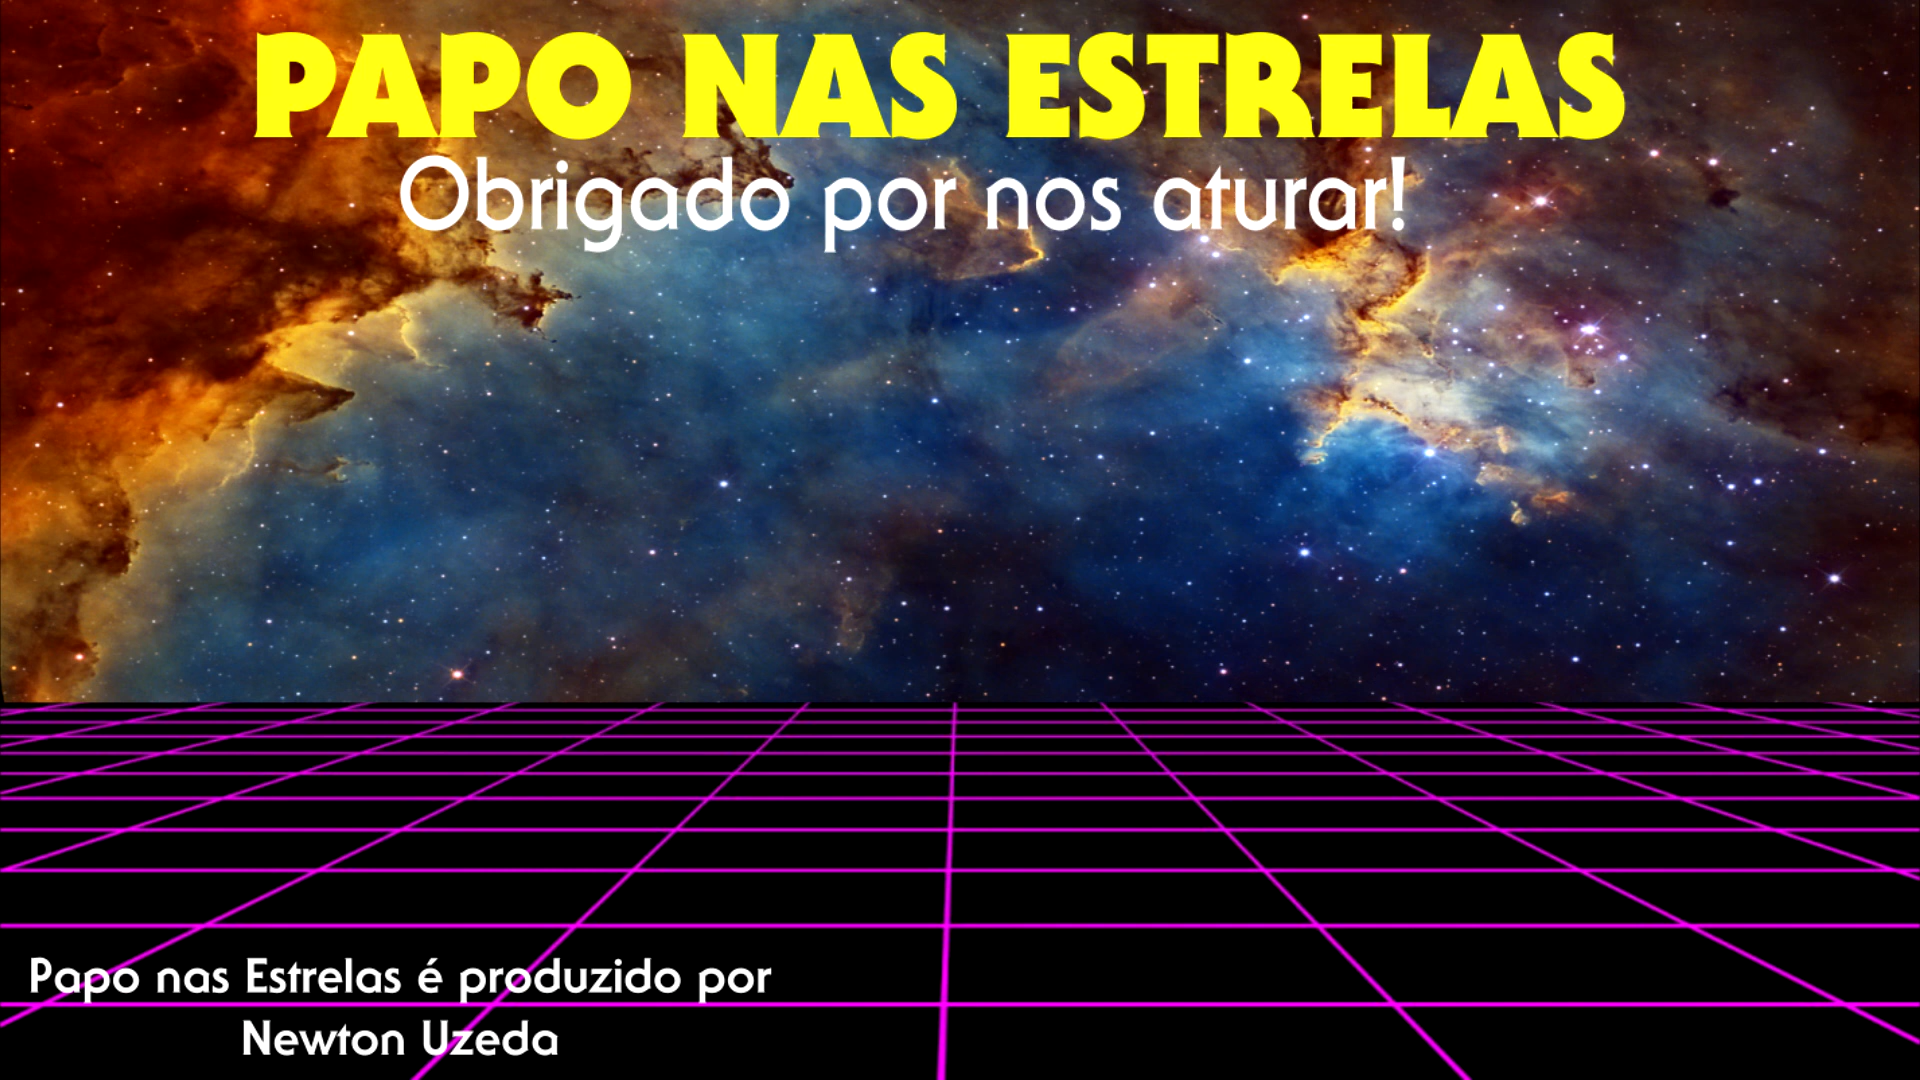 PAPO NAS ESTRELAS
Obrigado por nos aturar!
Papo nas Estrelas é produzido por
Newton Uzeda